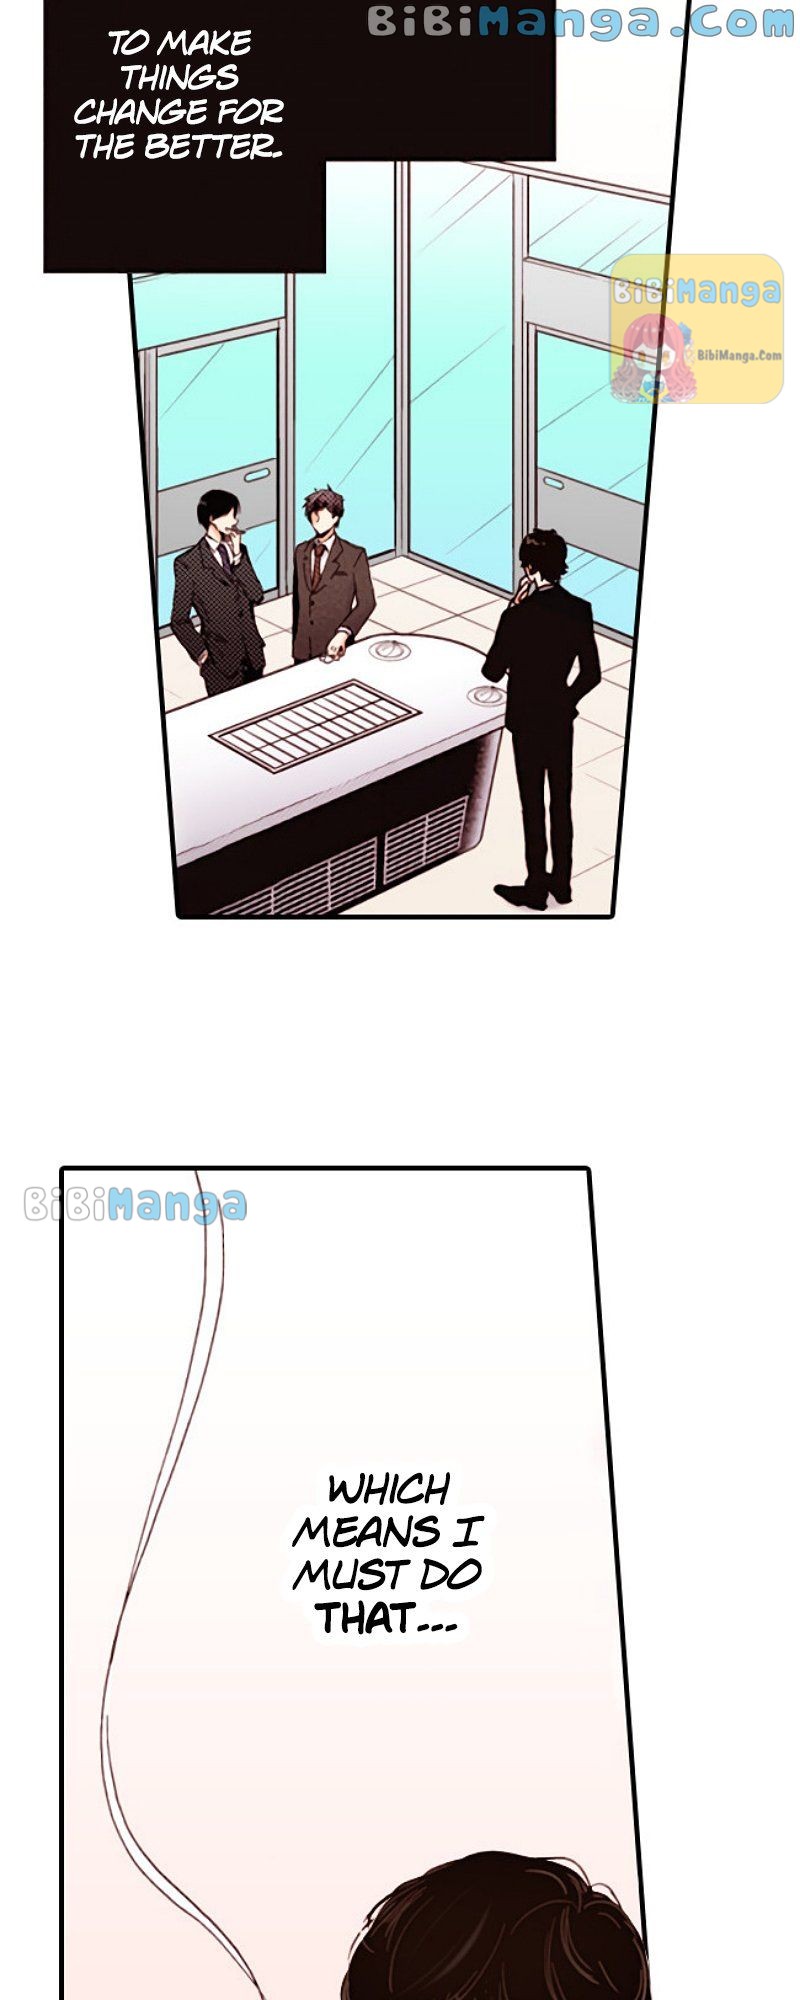 BiBiManga.Com
TO MAKE
THINGS
CHANGE FOR
THE BETTER.
BiBiManga
BibiManga.Com
BiBiManga
WHICH
MEANS I
MUST DO
THAT...